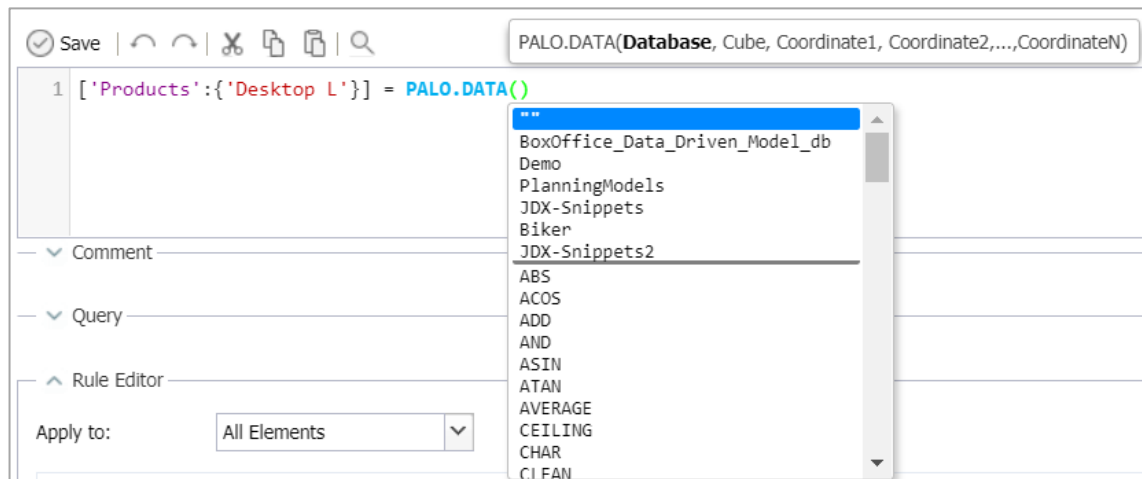 Save
PALO.DATA(Database, Cube, Coordinate1, Coordinate2,...,CoordinateN)
1 ['Products':{'Desktop L'}] = PALO.DATA()
""
BoxOffice_Data_Driven_Model_db
Demo
PlanningModels
JDX-Snippets
Biker
JDX-Snippets2
ABS
ACOS
ADD
AND
ASIN
ATAN
AVERAGE
CEILING
CHAR
CLEAN
Comment
Query
Rule Editor
Apply to: All Elements